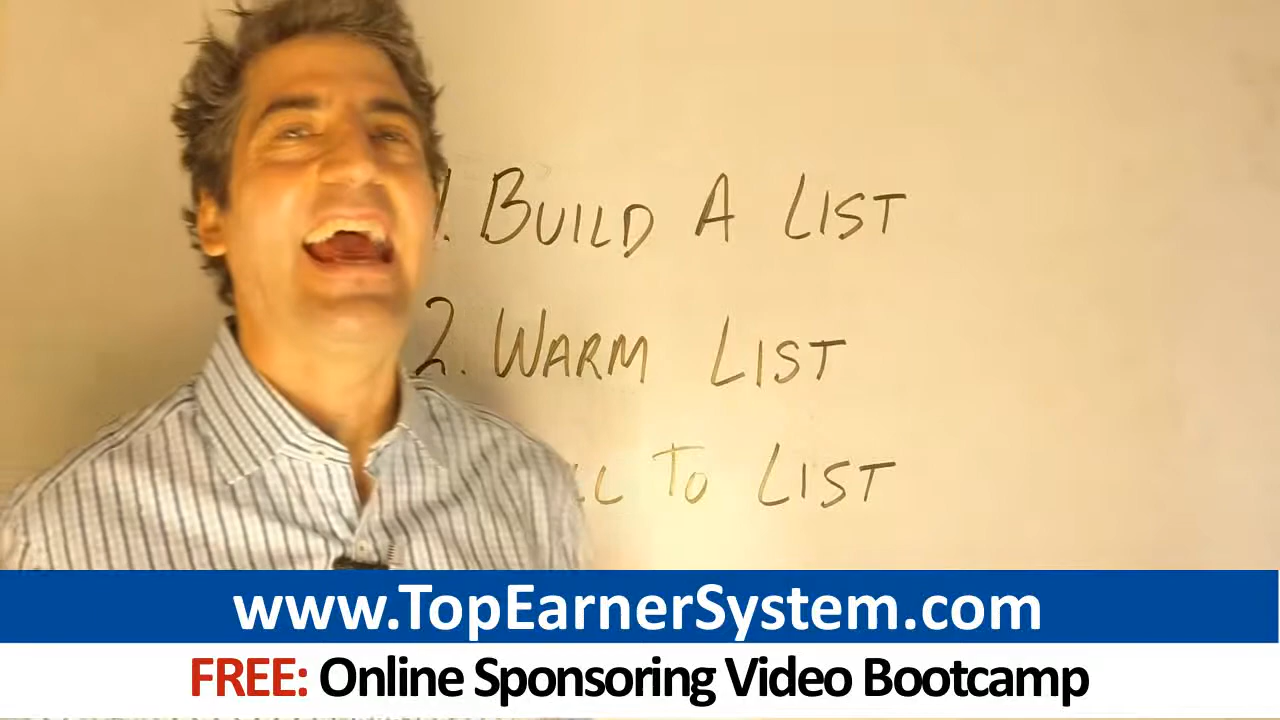 1. BUILD A LIST
2. WARM LIST
TO LIST
www.TopEarnerSystem.com
FREE: Online Sponsoring Video Bootcamp